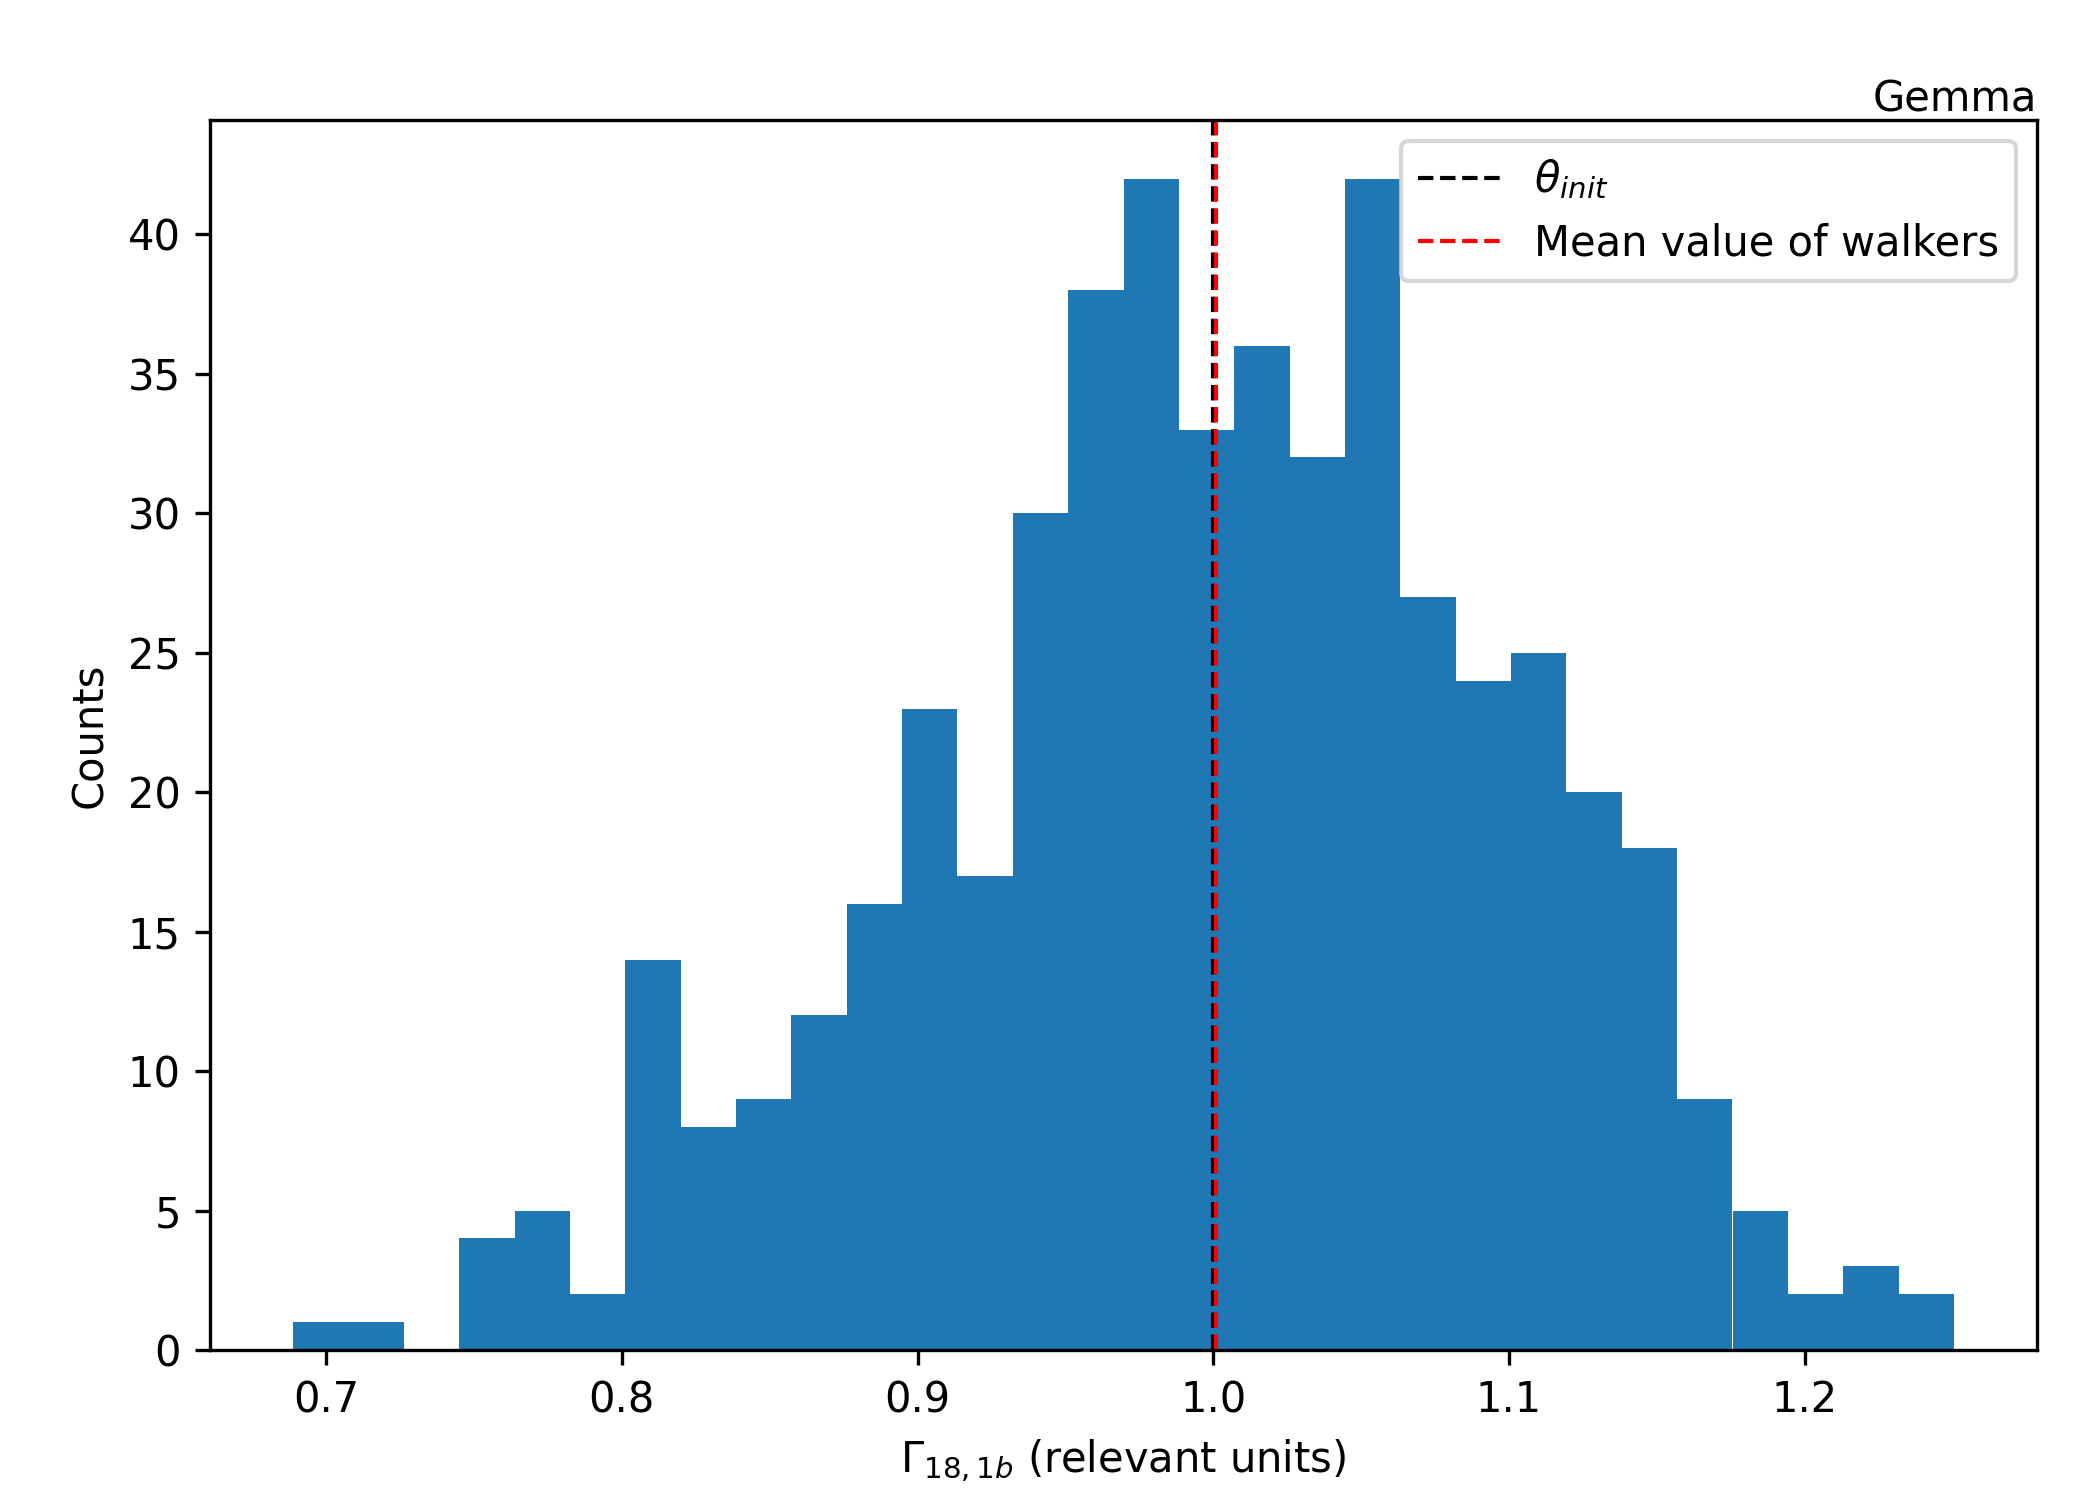 Gemma
θinit
Mean value of walkers
Counts
40
35
30
25
20
15
10
5
0
0.7 0.8 0.9 1.0 1.1 1.2
Γ18, 1b (relevant units)